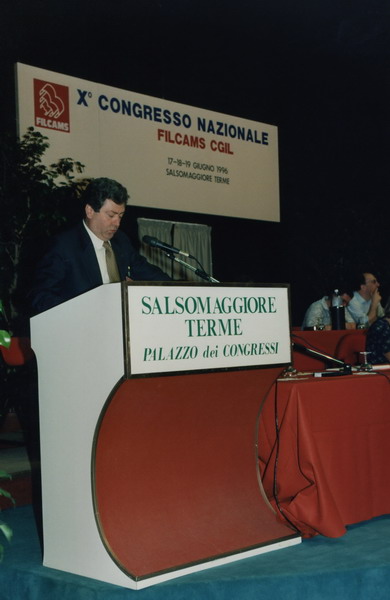 X° CONGRESSO NAZIONALE
FILCAMS CGIL
FILCAMS
17-18-19 GIUGNO 1996
SALSOMAGGIORE TERME
SALSOMAGGIORE
TERME
PALAZZO dei CONGRESSI